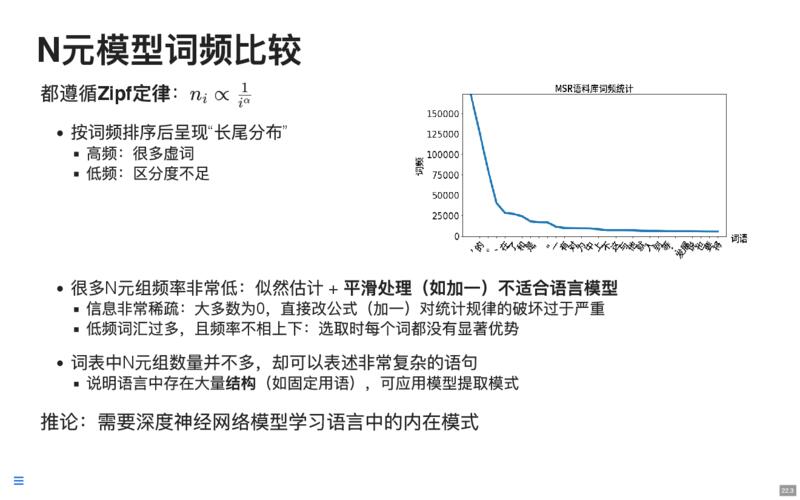 N元模型词频比较
都遵循Zipf定律：n_i ∝ 1/i^α
• 按词频排序后呈现“长尾分布”
▪ 高频：很多虚词
▪ 低频：区分度不足
MSR语料库词频统计
词频
150000
125000
100000
75000
50000
25000
0
词语
• 很多N元组频率非常低：似然估计 + 平滑处理（如加一）不适合语言模型
▪ 信息非常稀疏：大多数为0，直接改公式（加一）对统计规律的破坏过于严重
▪ 低频词汇过多，且频率不相上下：选取时每个词都没有显著优势
• 词表中N元组数量并不多，却可以表述非常复杂的语句
▪ 说明语言中存在大量结构（如固定用语），可应用模型提取模式
推论：需要深度神经网络模型学习语言中的内在模式
22.3